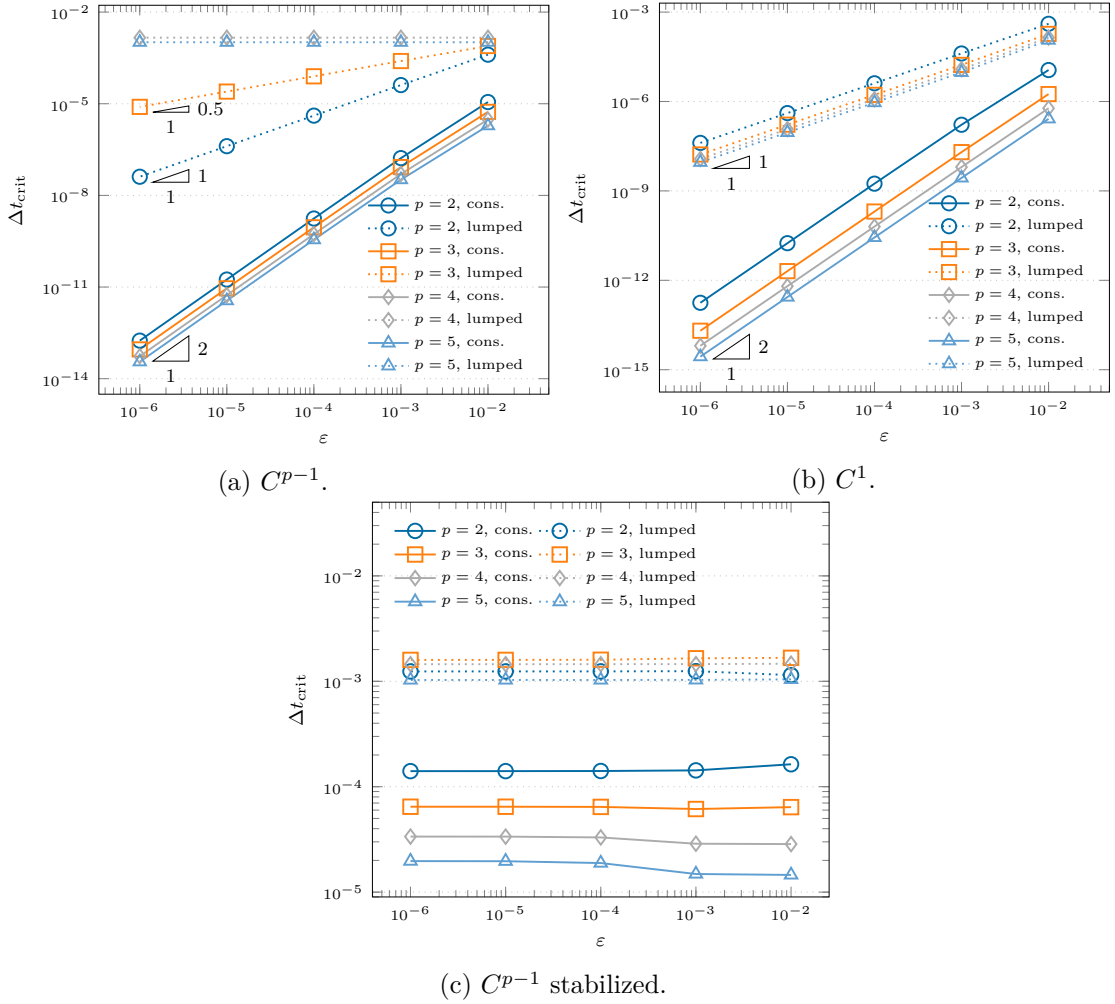 10⁻²
10⁻⁵
10⁻⁸
10⁻¹¹
10⁻¹⁴
Δt_crit
0.5
1
1
1
2
1
p = 2, cons.
p = 2, lumped
p = 3, cons.
p = 3, lumped
p = 4, cons.
p = 4, lumped
p = 5, cons.
p = 5, lumped
10⁻⁶ 10⁻⁵ 10⁻⁴ 10⁻³ 10⁻²
ε
(a) C^{p−1}.
10⁻³
10⁻⁶
10⁻⁹
10⁻¹²
10⁻¹⁵
Δt_crit
1
1
2
1
p = 2, cons.
p = 2, lumped
p = 3, cons.
p = 3, lumped
p = 4, cons.
p = 4, lumped
p = 5, cons.
p = 5, lumped
10⁻⁶ 10⁻⁵ 10⁻⁴ 10⁻³ 10⁻²
ε
(b) C¹.
p = 2, cons. p = 2, lumped
p = 3, cons. p = 3, lumped
p = 4, cons. p = 4, lumped
p = 5, cons. p = 5, lumped
10⁻²
10⁻³
10⁻⁴
10⁻⁵
Δt_crit
10⁻⁶ 10⁻⁵ 10⁻⁴ 10⁻³ 10⁻²
ε
(c) C^{p−1} stabilized.